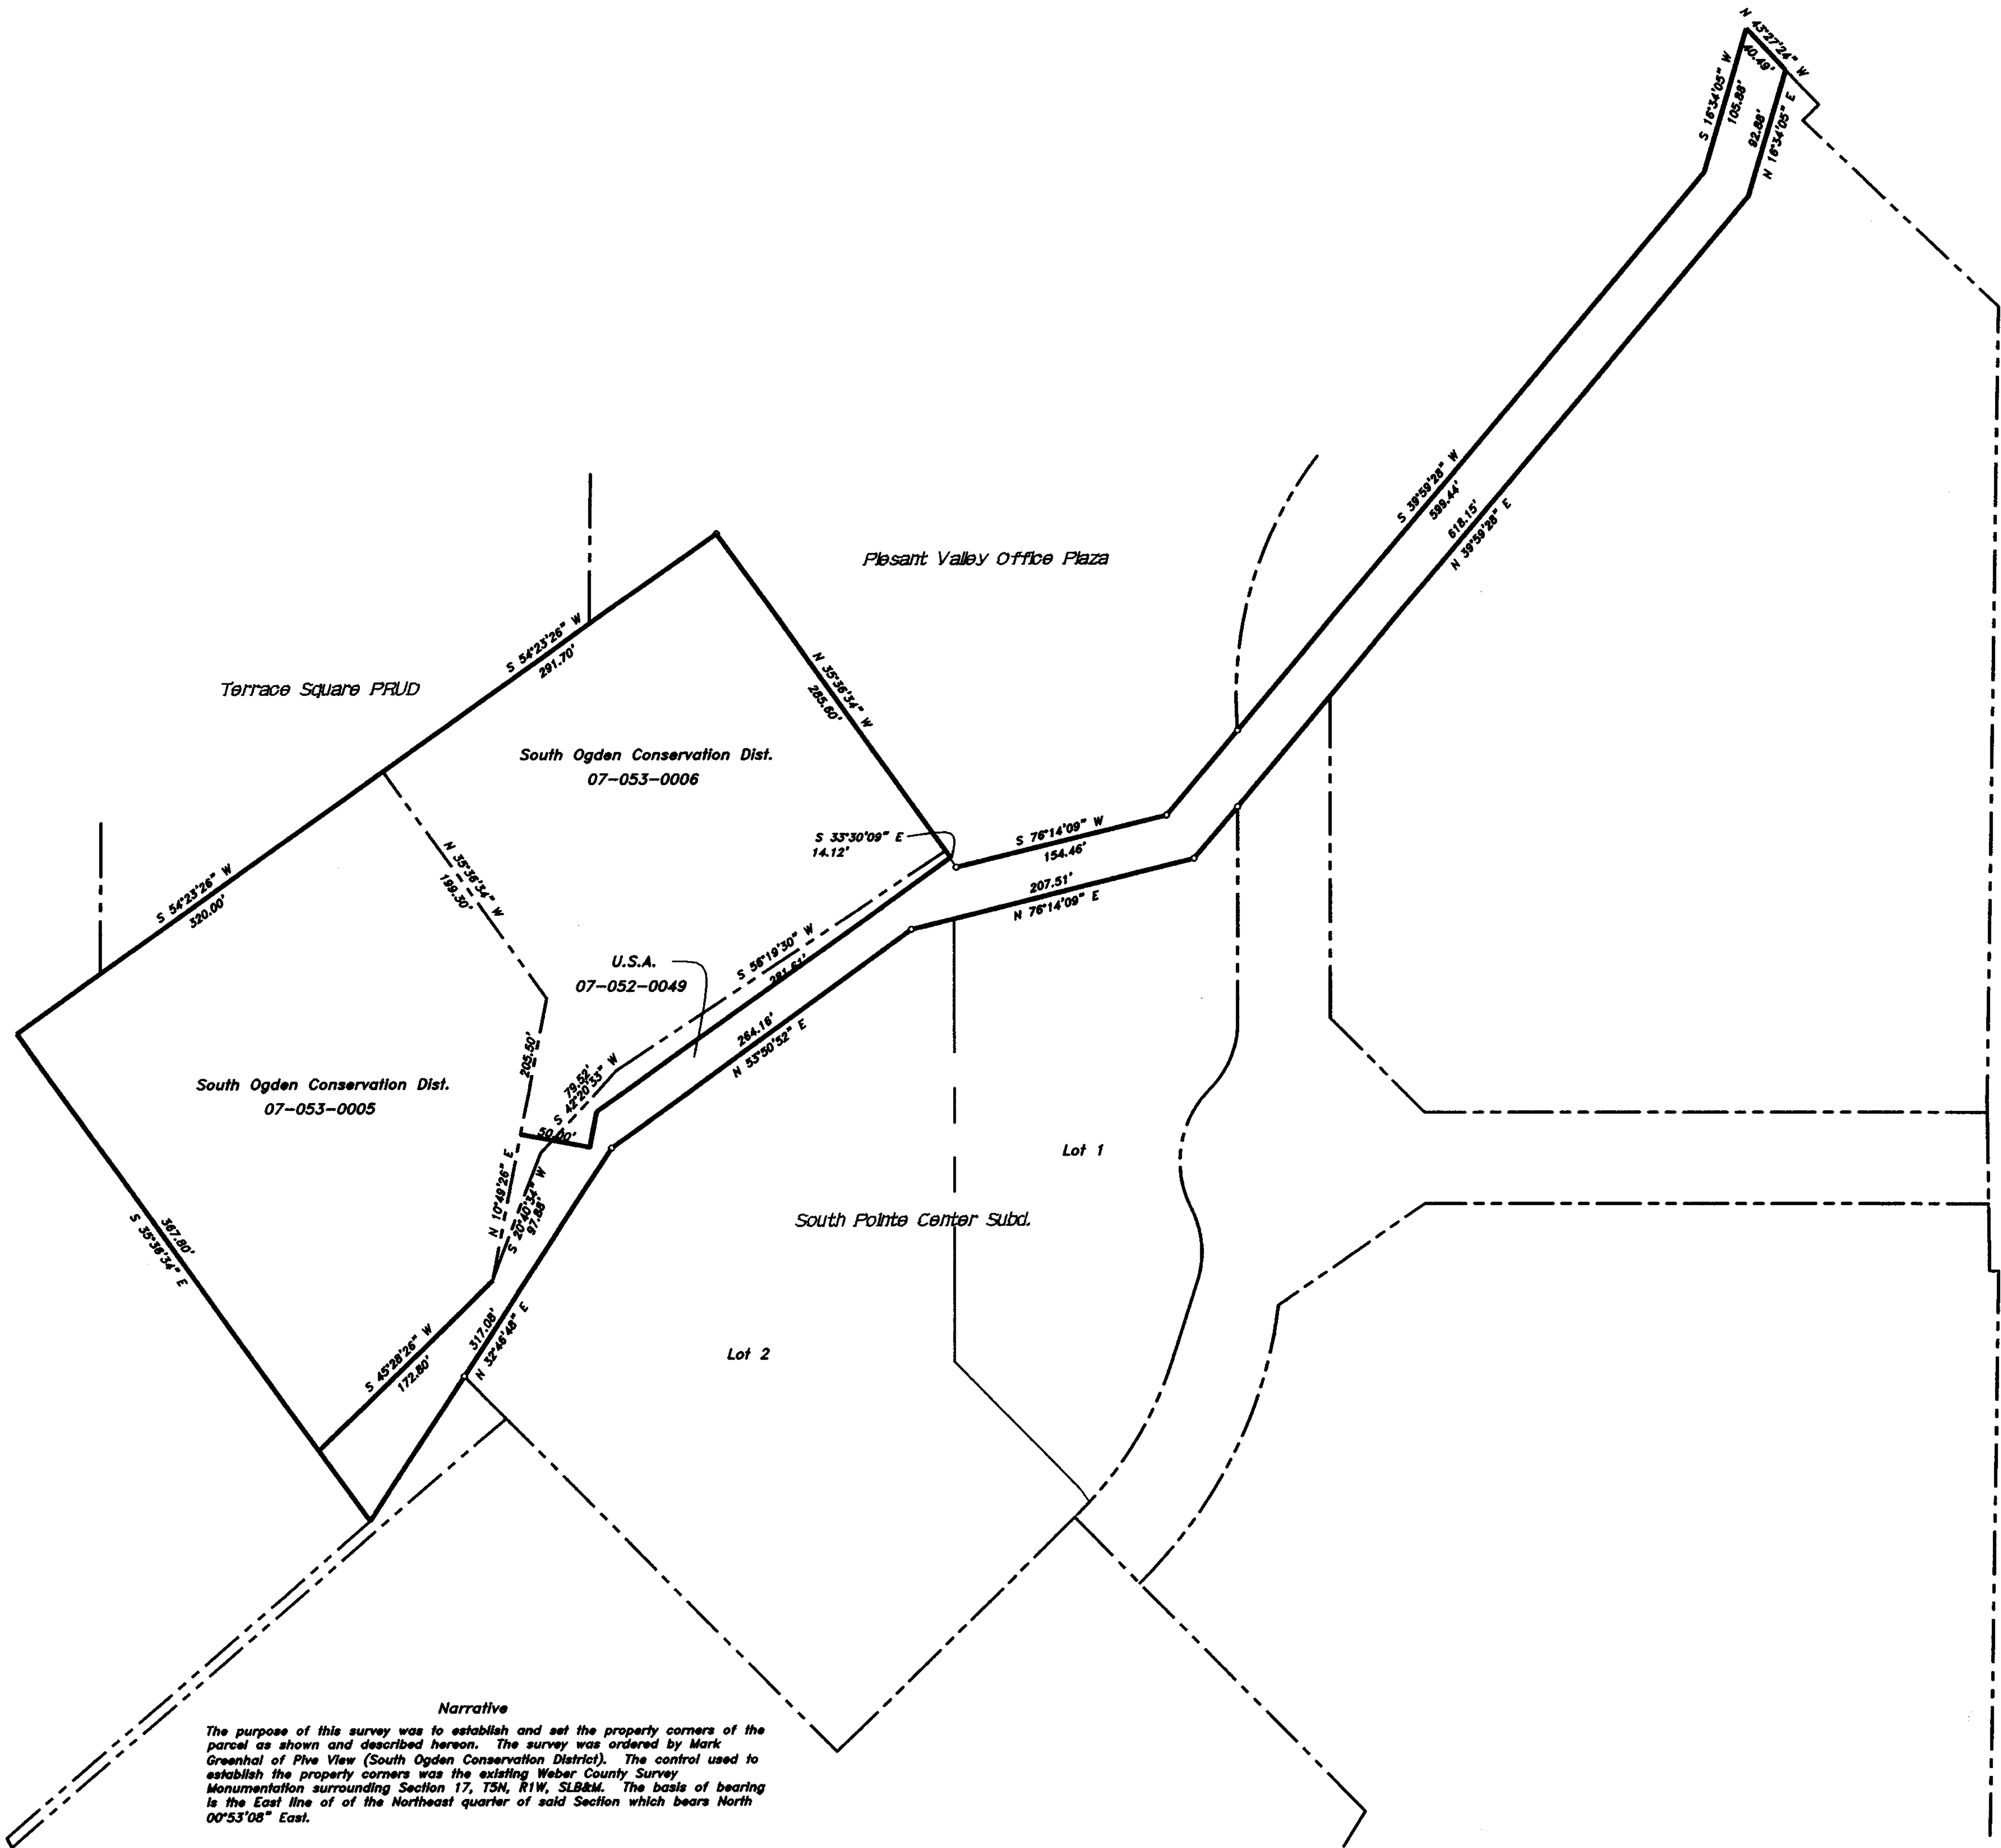 N 43°27'24" W
40.49'
S 16°34'05" W
105.88'
92.88'
N 16°34'05" E
S 39°59'28" W
599.44'
618.15'
N 39°59'28" E
Plesant Valley Office Plaza
S 54°23'26" W
291.70'
N 35°36'34" W
285.60'
Terrace Square PRUD
South Ogden Conservation Dist.
07-053-0006
S 33°30'09" E
14.12'
S 76°14'09" W
154.46'
207.51'
N 76°14'09" E
S 54°23'26" W
320.00'
N 35°36'34" W
199.30'
S 56°19'30" W
281.61'
U.S.A.
07-052-0049
264.16'
N 53°50'52" E
205.50'
79.52'
S 42°20'33" W
South Ogden Conservation Dist.
07-053-0005
50.00'
N 10°49'26" E
S 20°40'34" W
97.88'
Lot 1
South Pointe Center Subd.
367.80'
S 35°36'34" E
317.08'
N 32°46'48" E
S 45°28'26" W
172.80'
Lot 2
Narrative
The purpose of this survey was to establish and set the property corners of the
parcel as shown and described hereon. The survey was ordered by Mark
Greenhal of Pive View (South Ogden Conservation District). The control used to
establish the property corners was the existing Weber County Survey
Monumentation surrounding Section 17, T5N, R1W, SLB&M. The basis of bearing
is the East line of of the Northeast quarter of said Section which bears North
00°53'08" East.